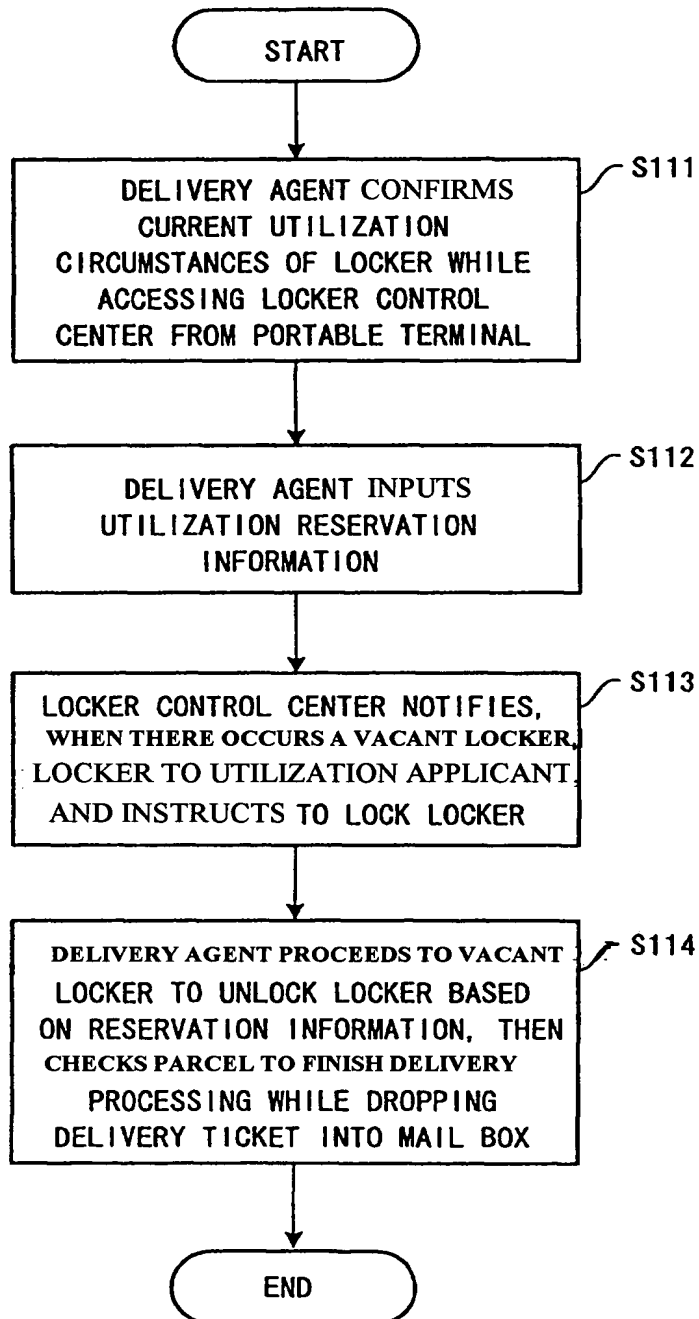 START
S111
DELIVERY AGENT CONFIRMS
CURRENT UTILIZATION
CIRCUMSTANCES OF LOCKER WHILE
ACCESSING LOCKER CONTROL
CENTER FROM PORTABLE TERMINAL
S112
DELIVERY AGENT INPUTS
UTILIZATION RESERVATION
INFORMATION
S113
LOCKER CONTROL CENTER NOTIFIES,
WHEN THERE OCCURS A VACANT LOCKER,
LOCKER TO UTILIZATION APPLICANT,
AND INSTRUCTS TO LOCK LOCKER
S114
DELIVERY AGENT PROCEEDS TO VACANT
LOCKER TO UNLOCK LOCKER BASED
ON RESERVATION INFORMATION, THEN
CHECKS PARCEL TO FINISH DELIVERY
PROCESSING WHILE DROPPING
DELIVERY TICKET INTO MAIL BOX
END